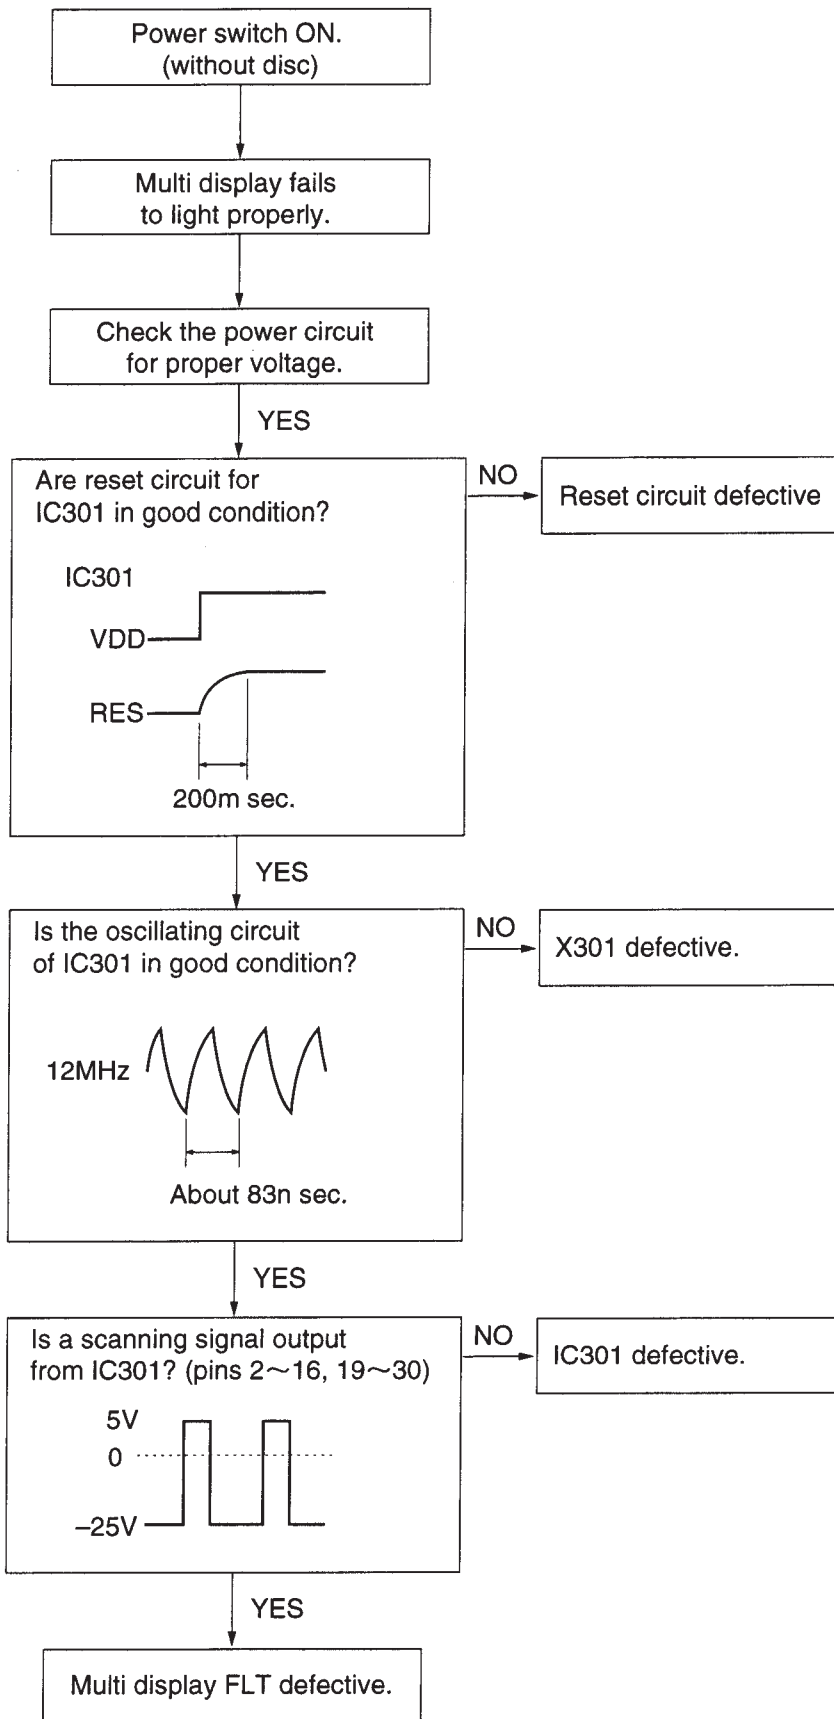 Power switch ON.
(without disc)
Multi display fails
to light properly.
Check the power circuit
for proper voltage.
YES
Are reset circuit for
IC301 in good condition?
NO
Reset circuit defective
IC301
VDD
RES
200m sec.
YES
Is the oscillating circuit
of IC301 in good condition?
NO
X301 defective.
12MHz
About 83n sec.
YES
Is a scanning signal output
from IC301? (pins 2～16, 19～30)
NO
IC301 defective.
5V
0
–25V
YES
Multi display FLT defective.